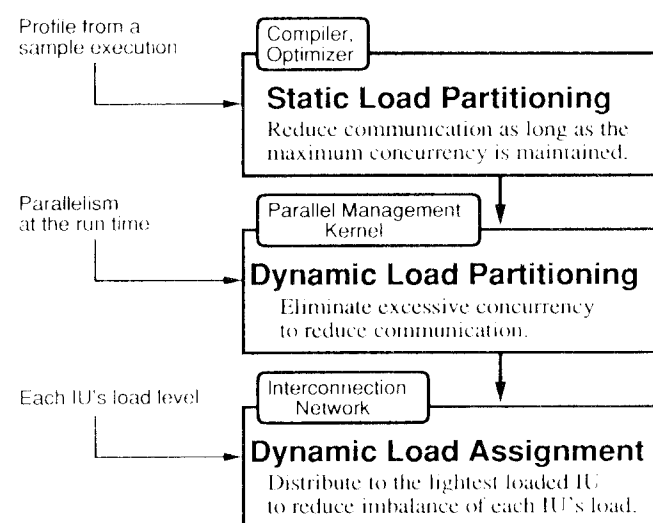 Profile from a
sample execution
Compiler,
Optimizer
Static Load Partitioning
Reduce communication as long as the
maximum concurrency is maintained.
Parallelism
at the run time
Parallel Management
Kernel
Dynamic Load Partitioning
Eliminate excessive concurrency
to reduce communication.
Each IU's load level
Interconnection
Network
Dynamic Load Assignment
Distribute to the lightest loaded IU
to reduce imbalance of each IU's load.